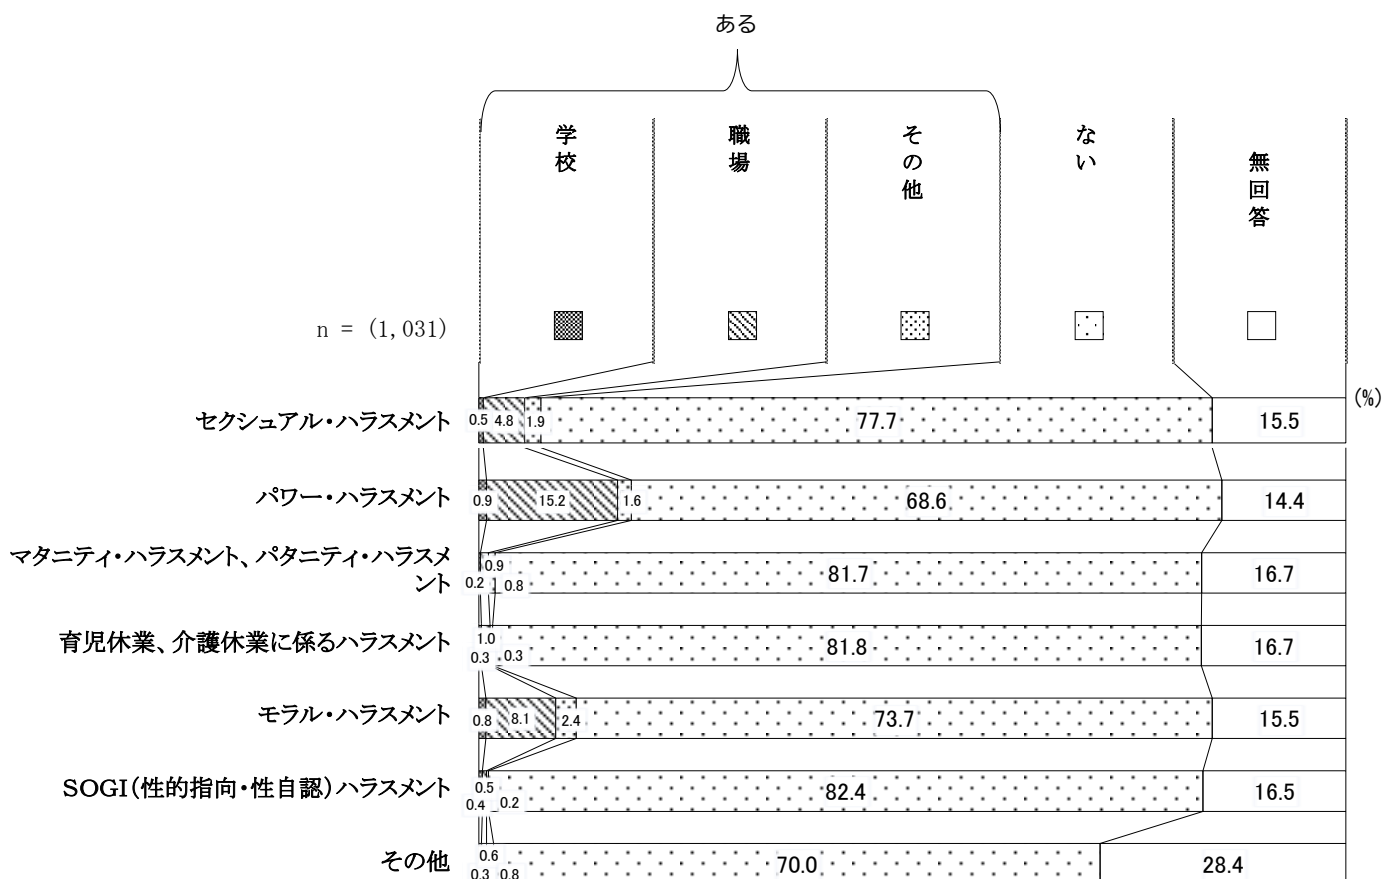 ある
学校
職場
その他
ない
無回答
n = (1,031)
(%)
セクシュアル・ハラスメント
0.5 4.8 1.9 77.7 15.5
パワー・ハラスメント
0.9 15.2 1.6 68.6 14.4
マタニティ・ハラスメント、パタニティ・ハラスメ
ント
0.2 0.9 0.8 81.7 16.7
育児休業、介護休業に係るハラスメント
0.3 1.0 0.3 81.8 16.7
モラル・ハラスメント
0.8 8.1 2.4 73.7 15.5
SOGI(性的指向・性自認)ハラスメント
0.4 0.5 0.2 82.4 16.5
その他
0.3 0.6 0.8 70.0 28.4